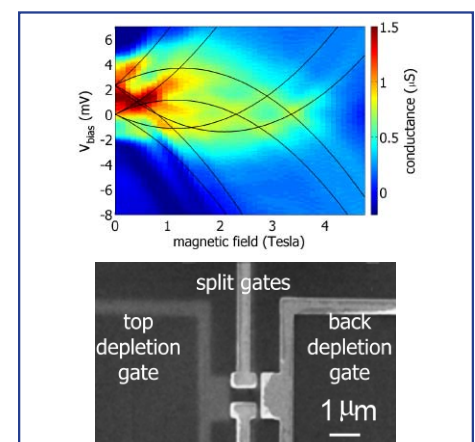 6
4
2
0
-2
-4
-6
-8
V_bias (mV)
0 1 2 3 4
magnetic field (Tesla)
1.5
1
0.5
0
conductance (µS)
split gates
top
depletion
gate
back
depletion
gate
1 µm